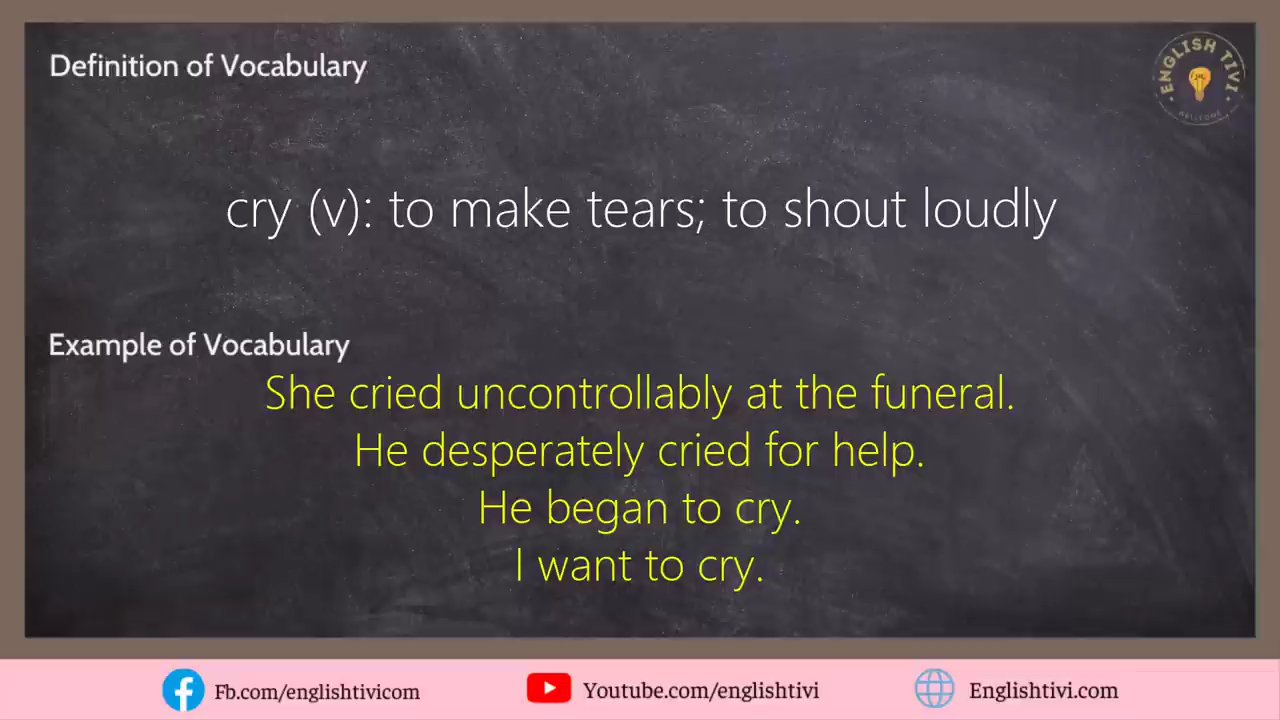 Definition of Vocabulary
ENGLISH TIVI
cry (v): to make tears; to shout loudly
Example of Vocabulary
She cried uncontrollably at the funeral.
He desperately cried for help.
He began to cry.
I want to cry.
Fb.com/englishtivicom
Youtube.com/englishtivi
Englishtivi.com